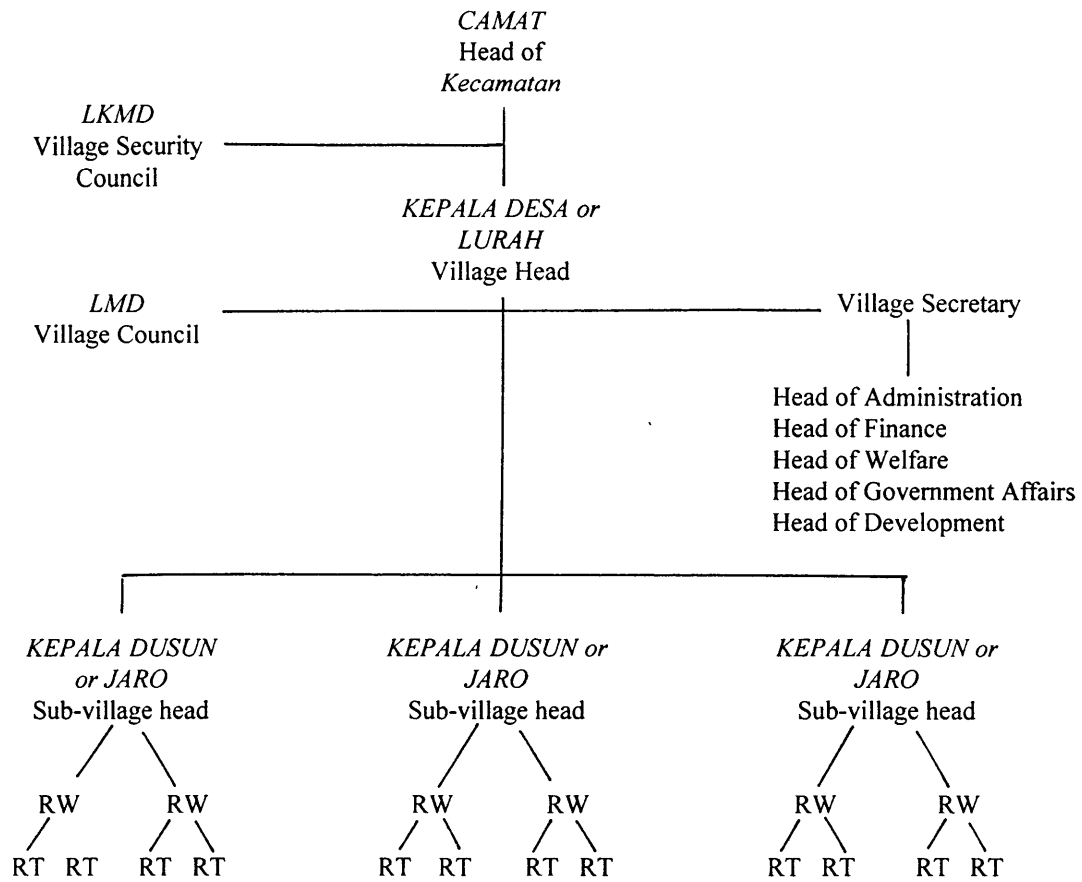 CAMAT
Head of
Kecamatan
LKMD
Village Security
Council
KEPALA DESA or
LURAH
Village Head
LMD
Village Council
Village Secretary
Head of Administration
Head of Finance
Head of Welfare
Head of Government Affairs
Head of Development
KEPALA DUSUN
or JARO
Sub-village head
KEPALA DUSUN or
JARO
Sub-village head
KEPALA DUSUN or
JARO
Sub-village head
RW RW RW RW RW RW
RT RT RT RT RT RT RT RT RT RT RT RT